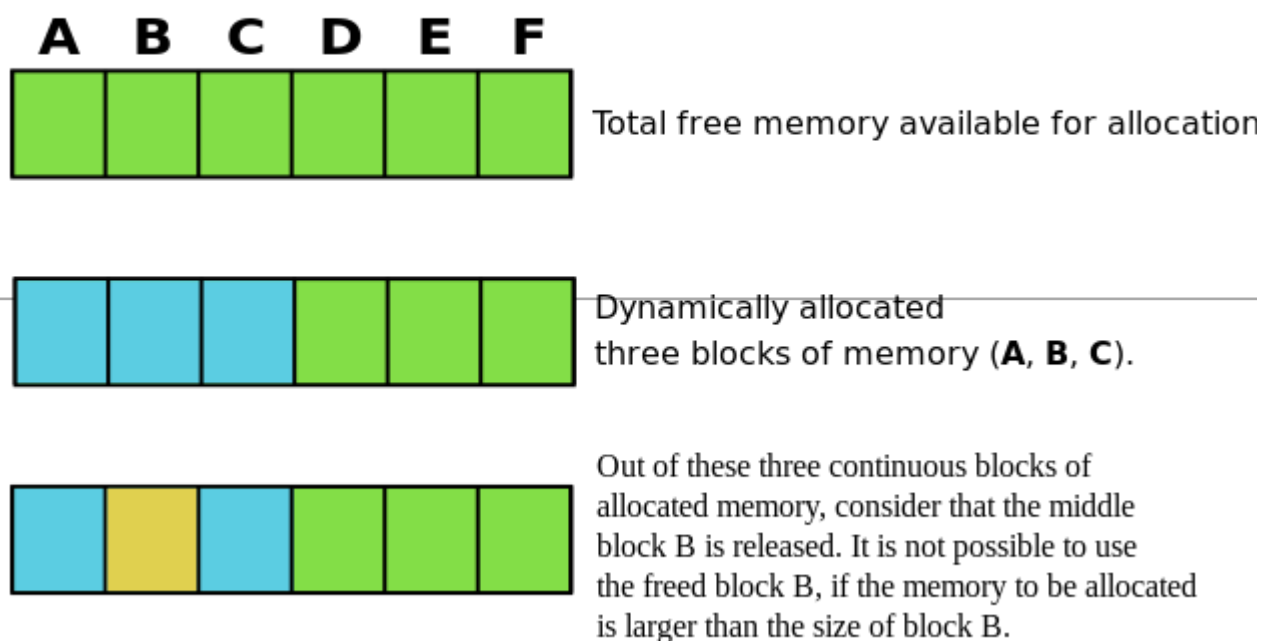 A B C D E F
Total free memory available for allocation
Dynamically allocated
three blocks of memory (A, B, C).
Out of these three continuous blocks of
allocated memory, consider that the middle
block B is released. It is not possible to use
the freed block B, if the memory to be allocated
is larger than the size of block B.